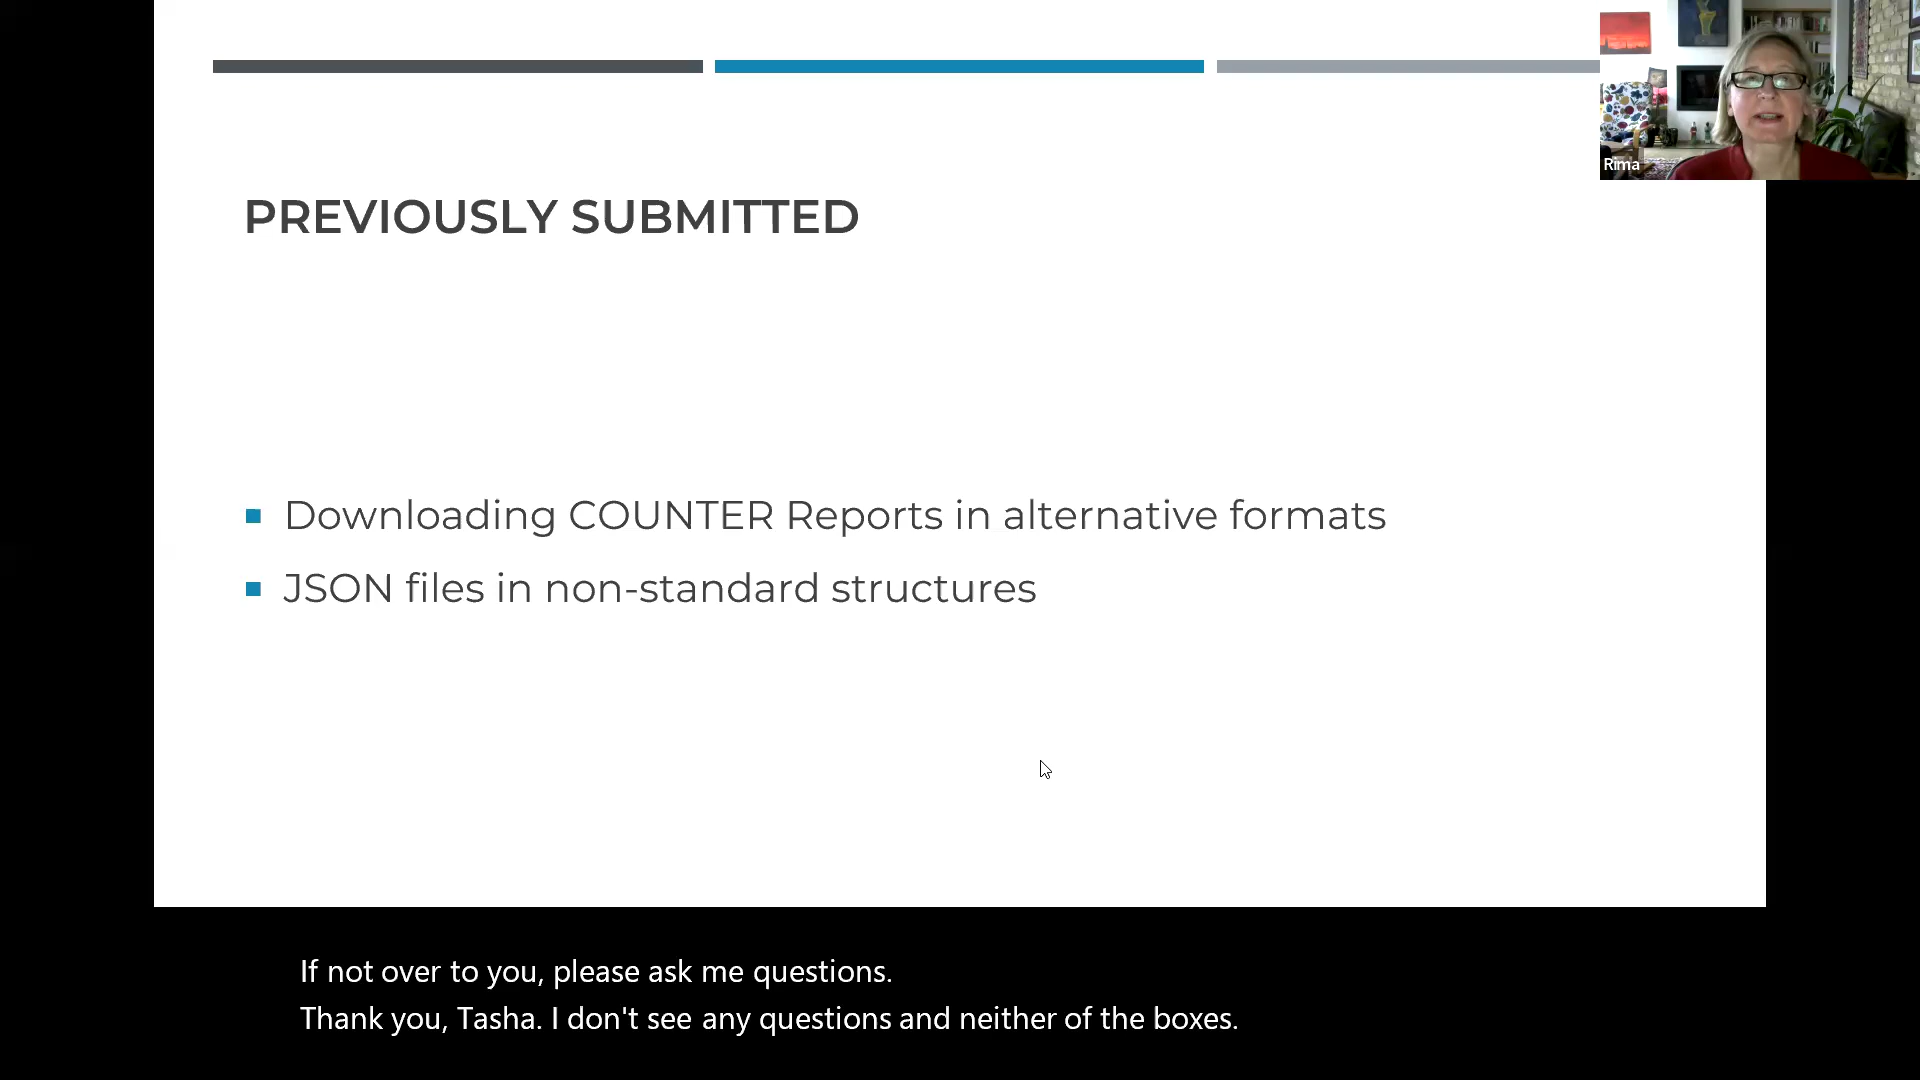 Rima
PREVIOUSLY SUBMITTED
Downloading COUNTER Reports in alternative formats
JSON files in non-standard structures
If not over to you, please ask me questions.
Thank you, Tasha. I don't see any questions and neither of the boxes.